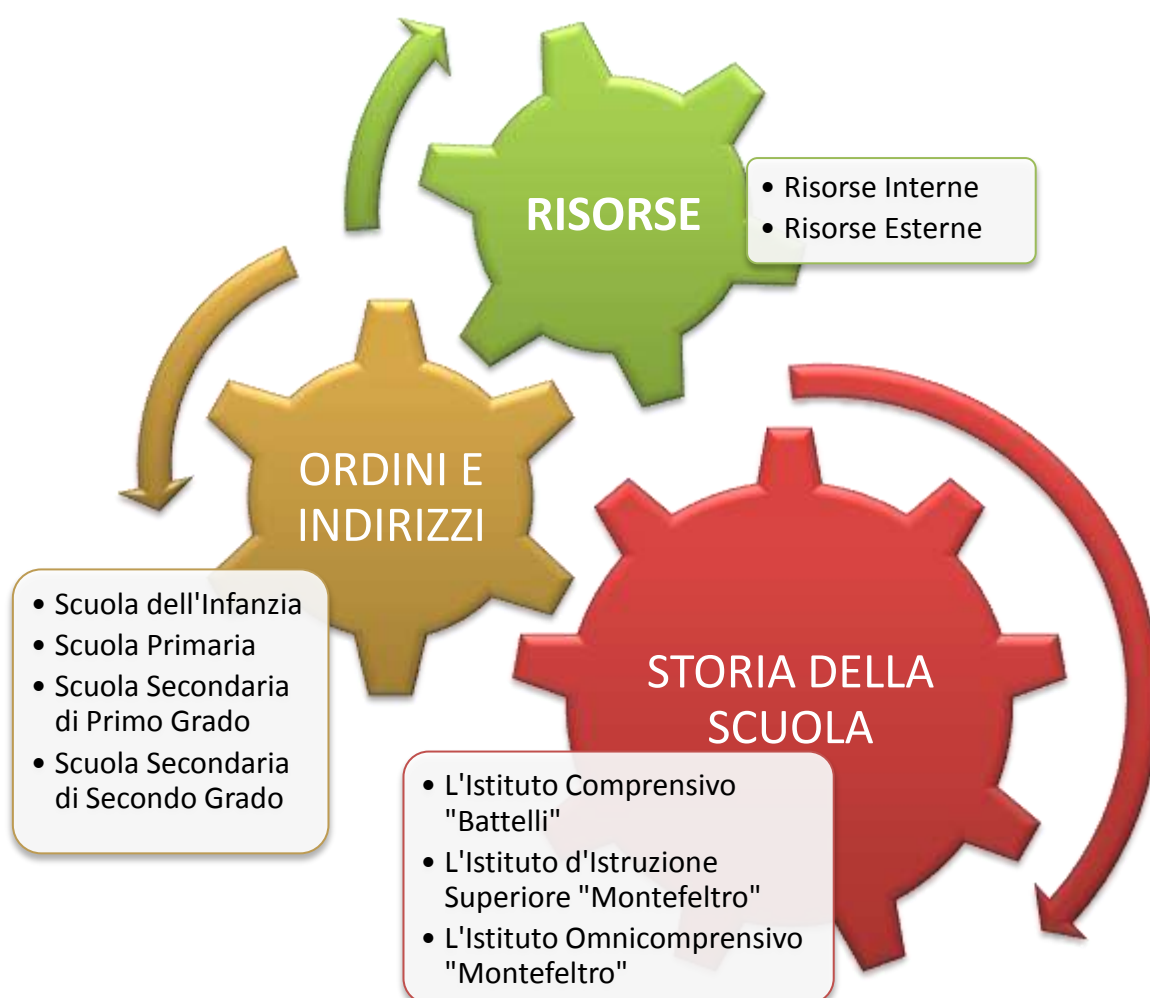 RISORSE
• Risorse Interne
• Risorse Esterne
ORDINI E
INDIRIZZI
• Scuola dell'Infanzia
• Scuola Primaria
• Scuola Secondaria
di Primo Grado
• Scuola Secondaria
di Secondo Grado
STORIA DELLA
SCUOLA
• L'Istituto Comprensivo
"Battelli"
• L'Istituto d'Istruzione
Superiore "Montefeltro"
• L'Istituto Omnicomprensivo
"Montefeltro"